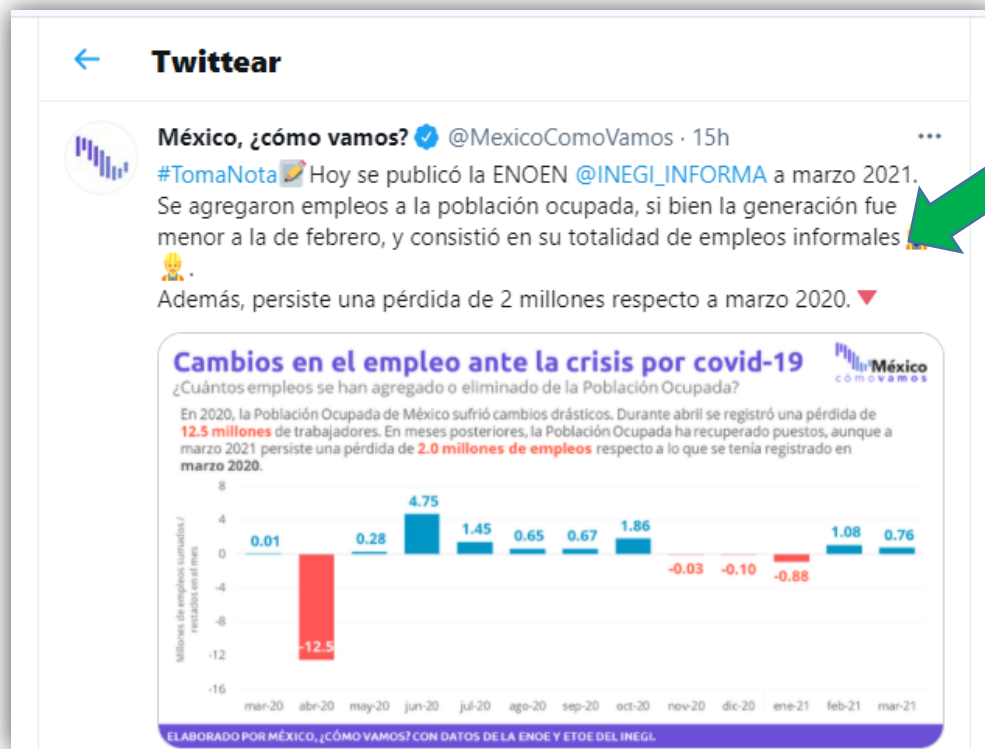 Twittear
México, ¿cómo vamos? @MexicoComoVamos · 15h
#TomaNota Hoy se publicó la ENOEN @INEGI_INFORMA a marzo 2021.
Se agregaron empleos a la población ocupada, si bien la generación fue
menor a la de febrero, y consistió en su totalidad de empleos informales
.
Además, persiste una pérdida de 2 millones respecto a marzo 2020.
Cambios en el empleo ante la crisis por covid-19
México
cómo vamos
¿Cuántos empleos se han agregado o eliminado de la Población Ocupada?
En 2020, la Población Ocupada de México sufrió cambios drásticos. Durante abril se registró una pérdida de
12.5 millones de trabajadores. En meses posteriores, la Población Ocupada ha recuperado puestos, aunque a
marzo 2021 persiste una pérdida de 2.0 millones de empleos respecto a lo que se tenía registrado en
marzo 2020.
Millones de empleos sumados /
restados en el mes
8
4
0
-4
-8
-12
-16
0.01
-12.5
0.28
4.75
1.45
0.65
0.67
1.86
-0.03
-0.10
-0.88
1.08
0.76
mar-20 abr-20 may-20 jun-20 jul-20 ago-20 sep-20 oct-20 nov-20 dic-20 ene-21 feb-21 mar-21
ELABORADO POR MÉXICO, ¿CÓMO VAMOS? CON DATOS DE LA ENOE Y ETOE DEL INEGI.